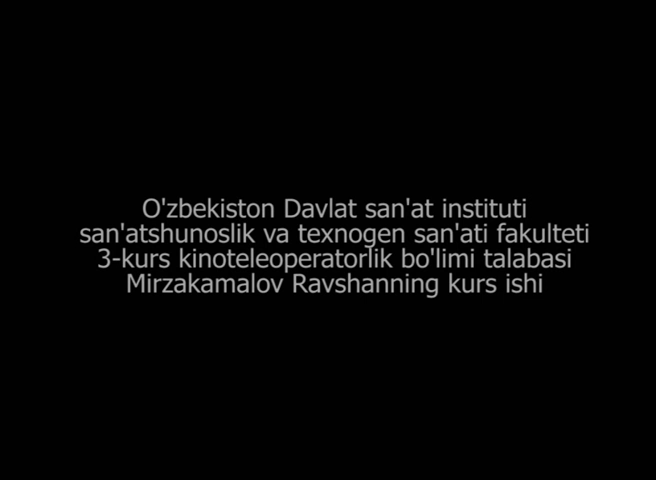 O'zbekiston Davlat san'at instituti
san'atshunoslik va texnogen san'ati fakulteti
3-kurs kinoteleoperatorlik bo'limi talabasi
Mirzakamalov Ravshanning kurs ishi